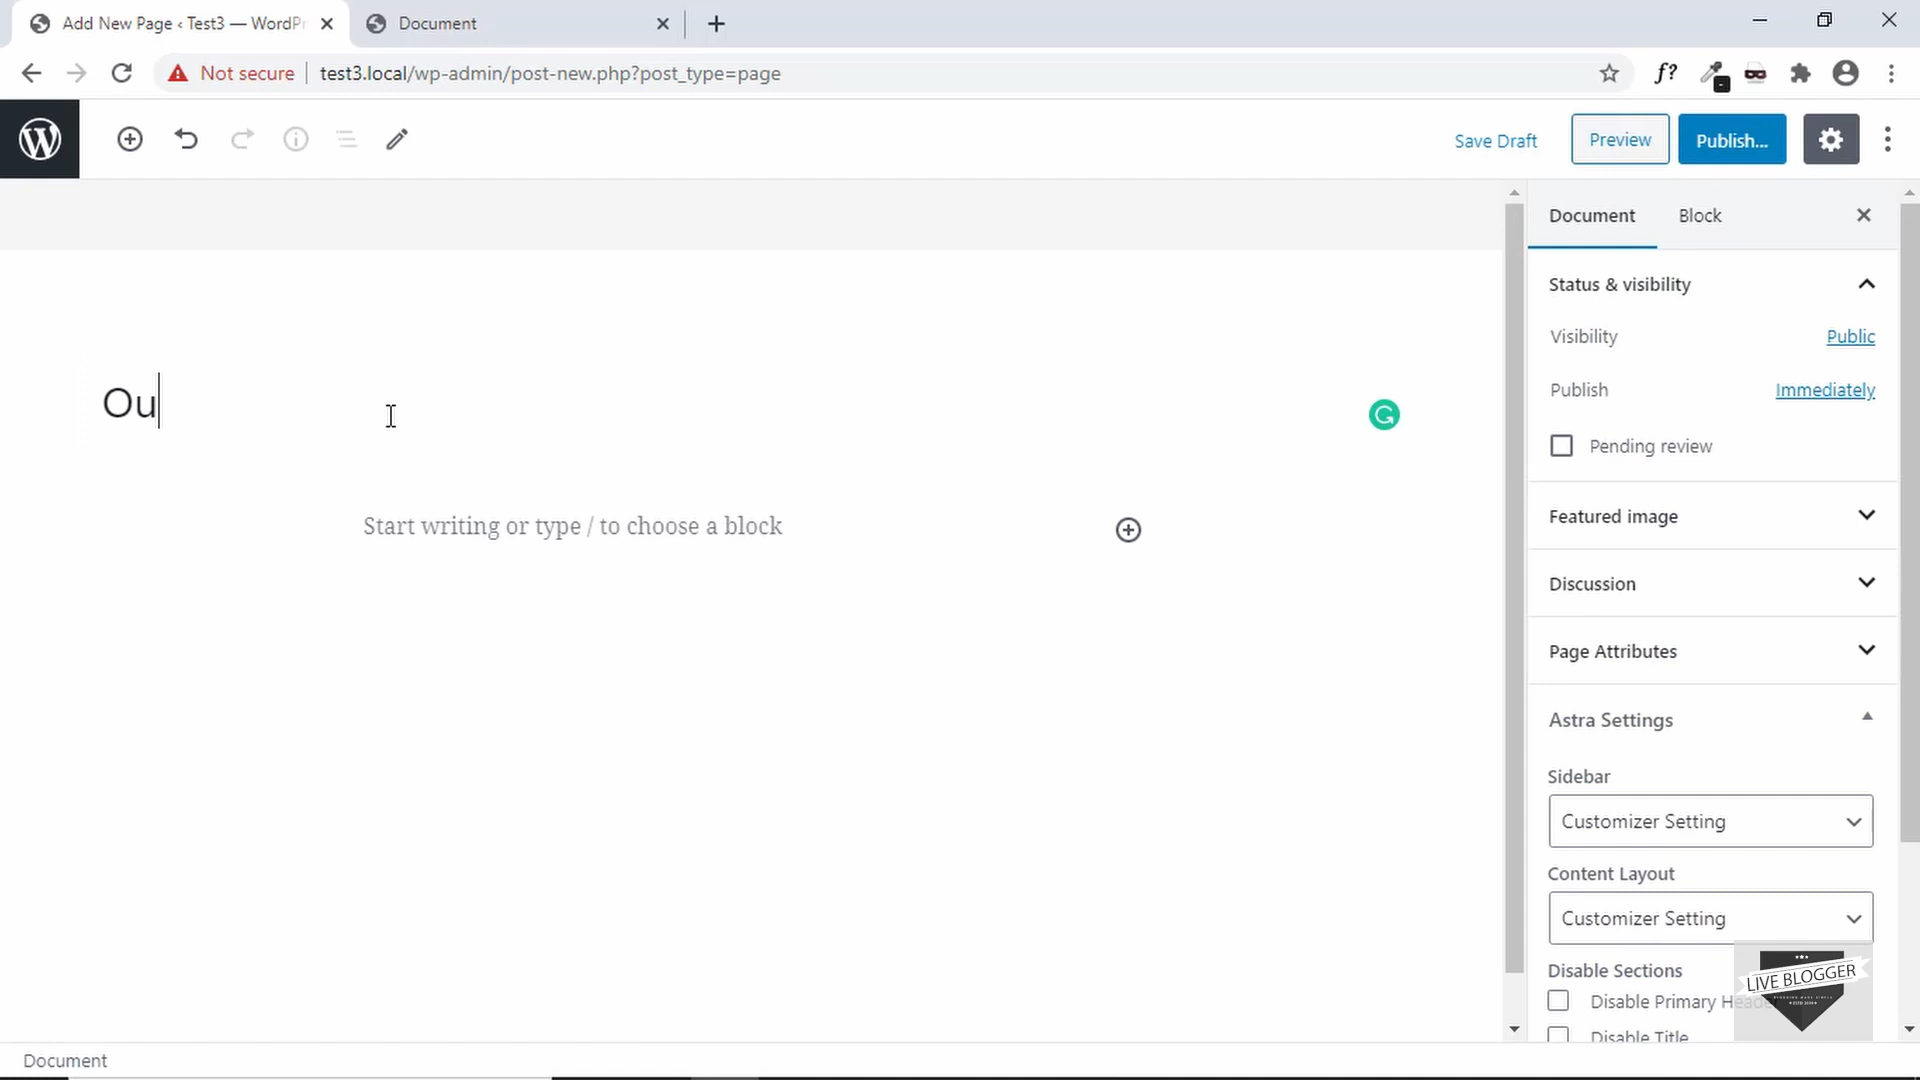 Add New Page ‹ Test3 — WordPr
Document
Not secure
test3.local/wp-admin/post-new.php?post_type=page
f?
Save Draft
Preview
Publish...
Document
Block
Status & visibility
Visibility
Public
Ou
Publish
Immediately
Pending review
Start writing or type / to choose a block
Featured image
Discussion
Page Attributes
Astra Settings
Sidebar
Customizer Setting
Content Layout
Customizer Setting
Disable Sections
LIVE BLOGGER
Disable Primary Head
Disable Title
Document